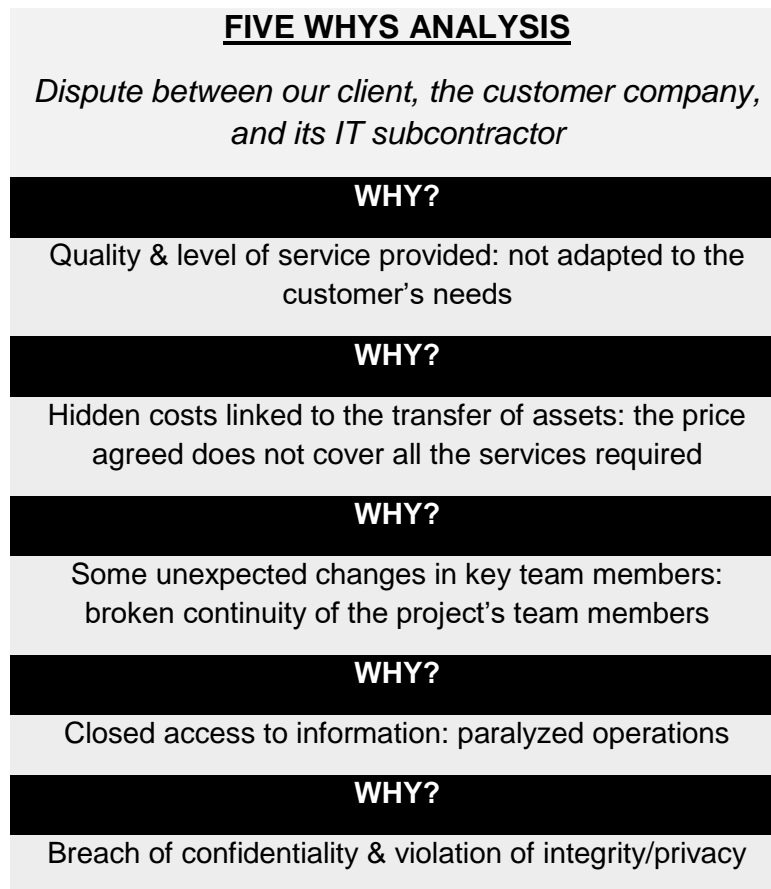 FIVE WHYS ANALYSIS
Dispute between our client, the customer company,
and its IT subcontractor
WHY?
Quality & level of service provided: not adapted to the
customer's needs
WHY?
Hidden costs linked to the transfer of assets: the price
agreed does not cover all the services required
WHY?
Some unexpected changes in key team members:
broken continuity of the project's team members
WHY?
Closed access to information: paralyzed operations
WHY?
Breach of confidentiality & violation of integrity/privacy